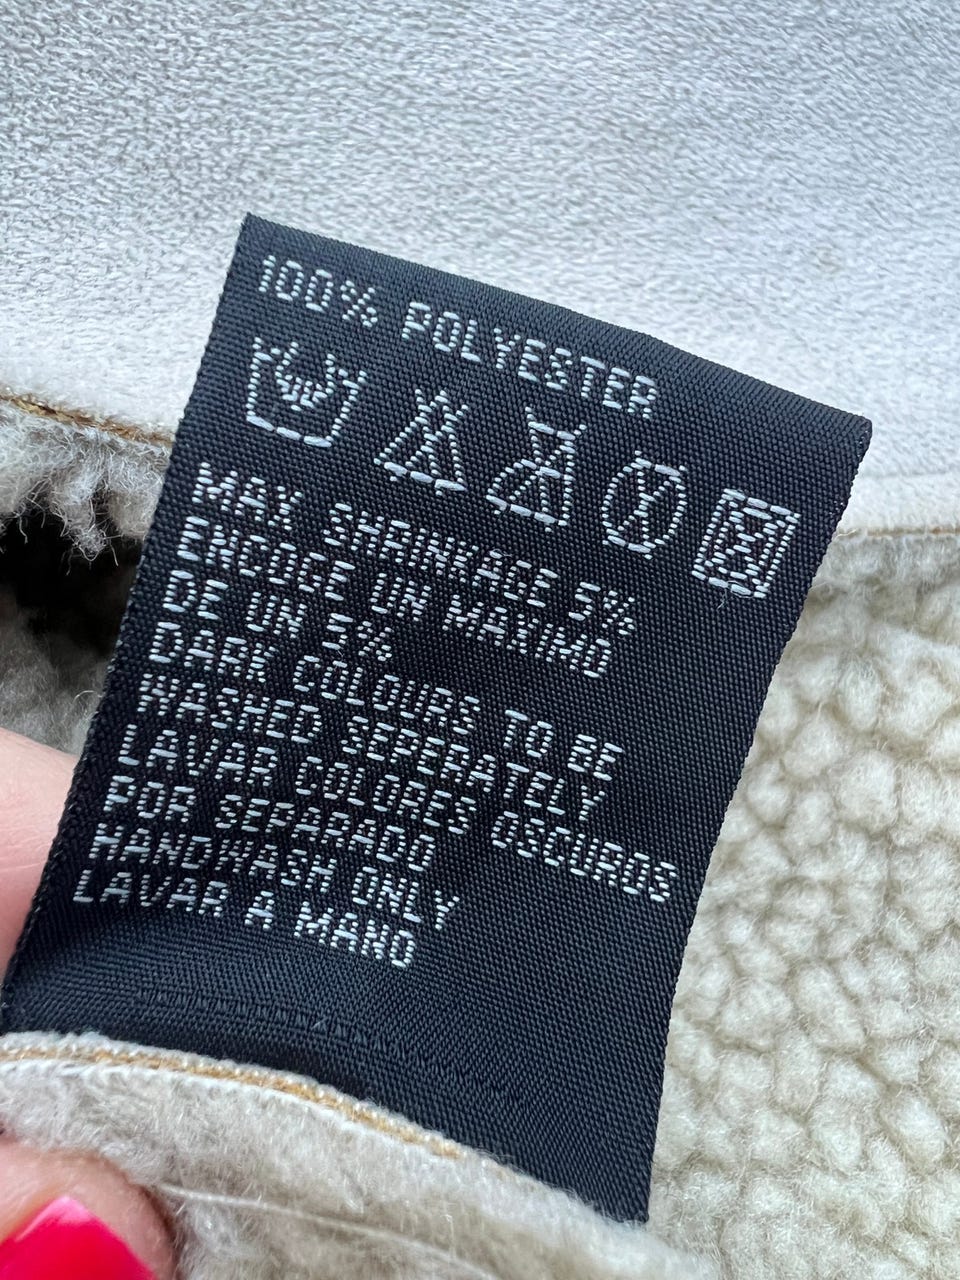 100% POLYESTER
MAX SHRINKAGE 5%
ENCOGE UN MAXIMO
DE UN 5%
DARK COLOURS TO BE
WASHED SEPERATELY
LAVAR COLORES OSCUROS
POR SEPARADO
HANDWASH ONLY
LAVAR A MANO